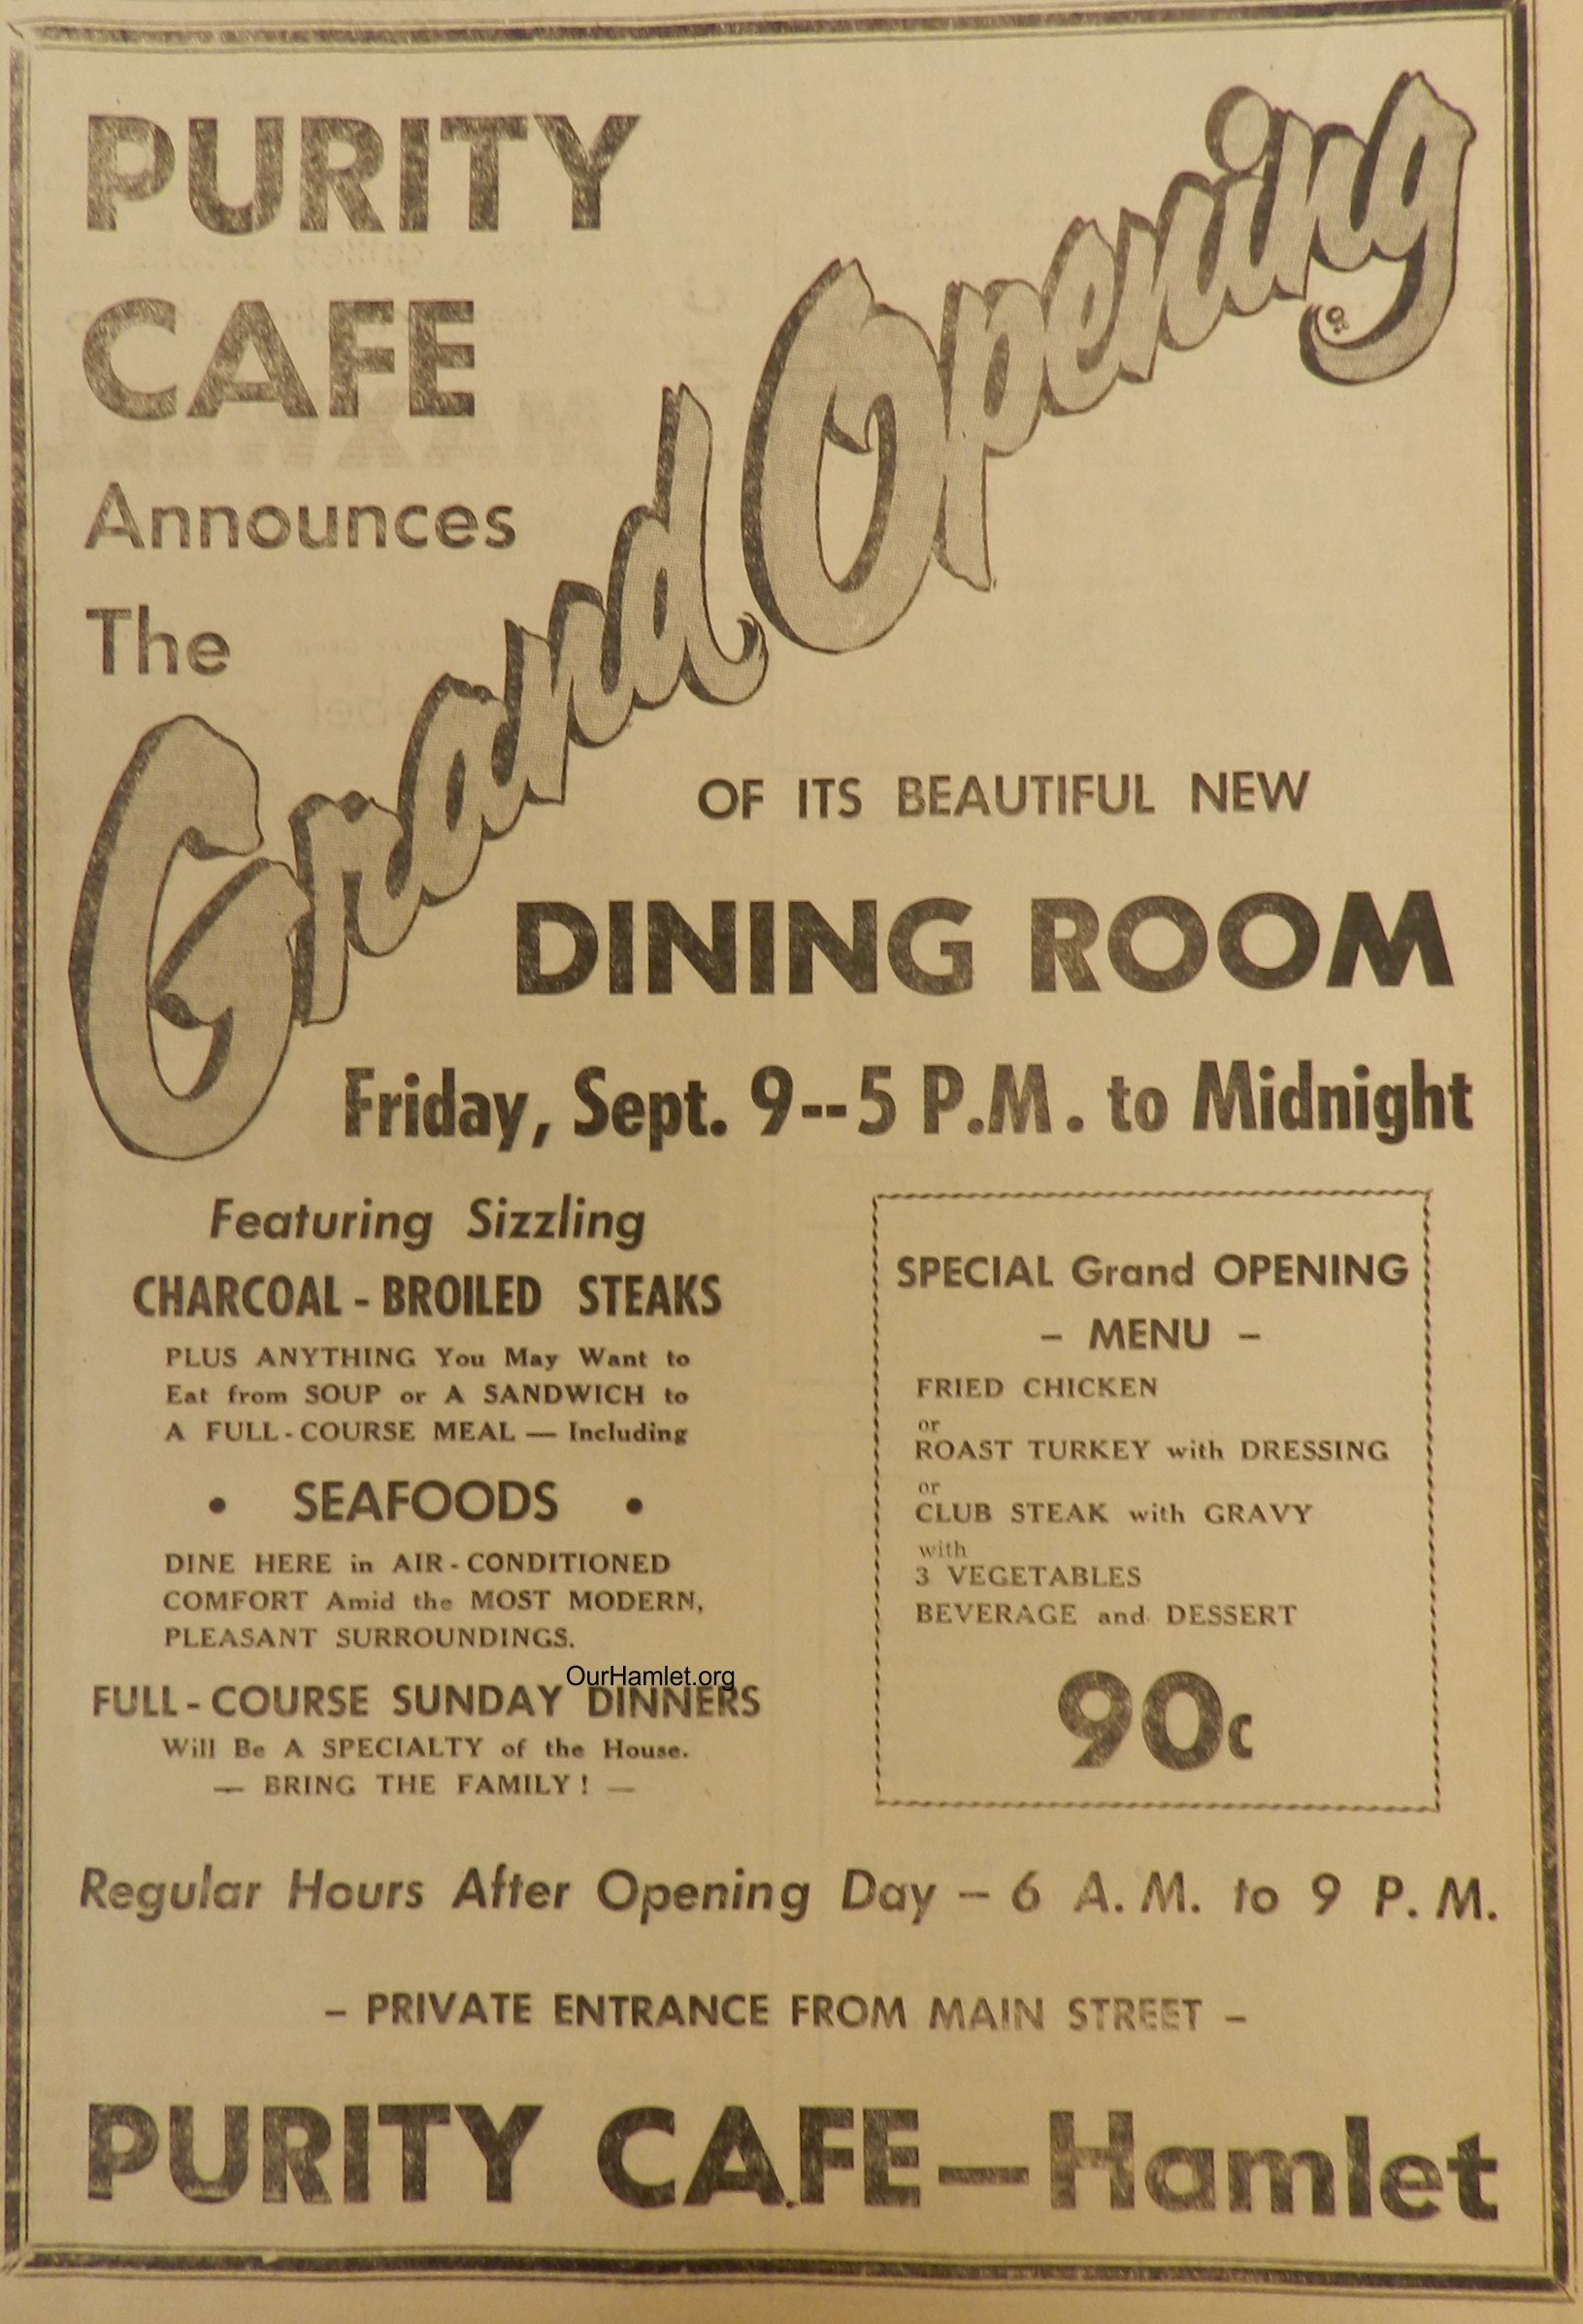 PURITY
CAFE
Announces
The
Grand Opening
OF ITS BEAUTIFUL NEW
DINING ROOM
Friday, Sept. 9--5 P.M. to Midnight
Featuring Sizzling
CHARCOAL - BROILED STEAKS
PLUS ANYTHING You May Want to
Eat from SOUP or A SANDWICH to
A FULL - COURSE MEAL — Including
• SEAFOODS •
DINE HERE in AIR - CONDITIONED
COMFORT Amid the MOST MODERN,
PLEASANT SURROUNDINGS.
OurHamlet.org
FULL - COURSE SUNDAY DINNERS
Will Be A SPECIALTY of the House.
— BRING THE FAMILY ! —
SPECIAL Grand OPENING
– MENU –
FRIED CHICKEN
or
ROAST TURKEY with DRESSING
or
CLUB STEAK with GRAVY
with
3 VEGETABLES
BEVERAGE and DESSERT
90c
Regular Hours After Opening Day – 6 A. M. to 9 P. M.
– PRIVATE ENTRANCE FROM MAIN STREET –
PURITY CAFE—Hamlet